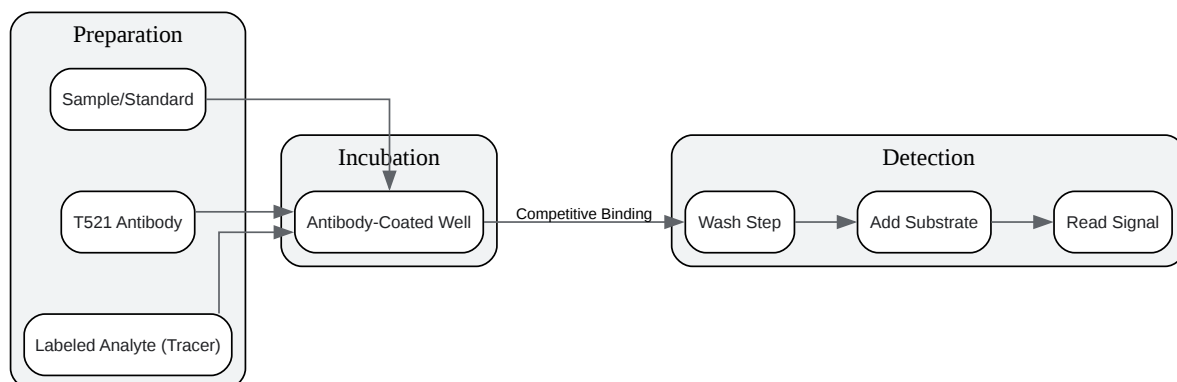 Preparation
Sample/Standard
T521 Antibody
Labeled Analyte (Tracer)
Incubation
Antibody-Coated Well
Competitive Binding
Detection
Wash Step
Add Substrate
Read Signal